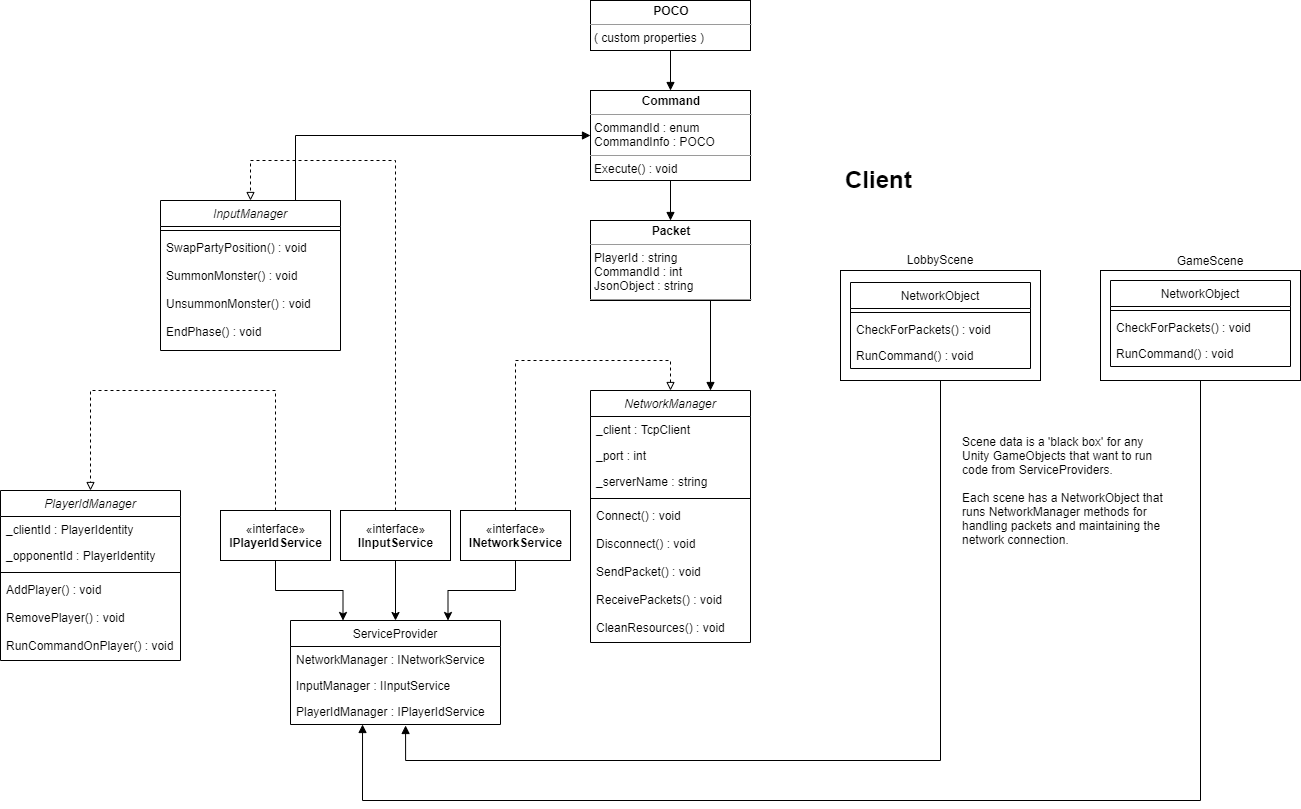 POCO
( custom properties )
Command
CommandId : enum
CommandInfo : POCO
Execute() : void
Client
InputManager
SwapPartyPosition() : void
SummonMonster() : void
UnsummonMonster() : void
EndPhase() : void
Packet
PlayerId : string
CommandId : int
JsonObject : string
LobbyScene
NetworkObject
CheckForPackets() : void
RunCommand() : void
GameScene
NetworkObject
CheckForPackets() : void
RunCommand() : void
NetworkManager
_client : TcpClient
_port : int
_serverName : string
Connect() : void
Disconnect() : void
SendPacket() : void
ReceivePackets() : void
CleanResources() : void
Scene data is a 'black box' for any
Unity GameObjects that want to run
code from ServiceProviders.
Each scene has a NetworkObject that
runs NetworkManager methods for
handling packets and maintaining the
network connection.
PlayerIdManager
_clientId : PlayerIdentity
_opponentId : PlayerIdentity
AddPlayer() : void
RemovePlayer() : void
RunCommandOnPlayer() : void
«interface»
IPlayerIdService
«interface»
IInputService
«interface»
INetworkService
ServiceProvider
NetworkManager : INetworkService
InputManager : IInputService
PlayerIdManager : IPlayerIdService